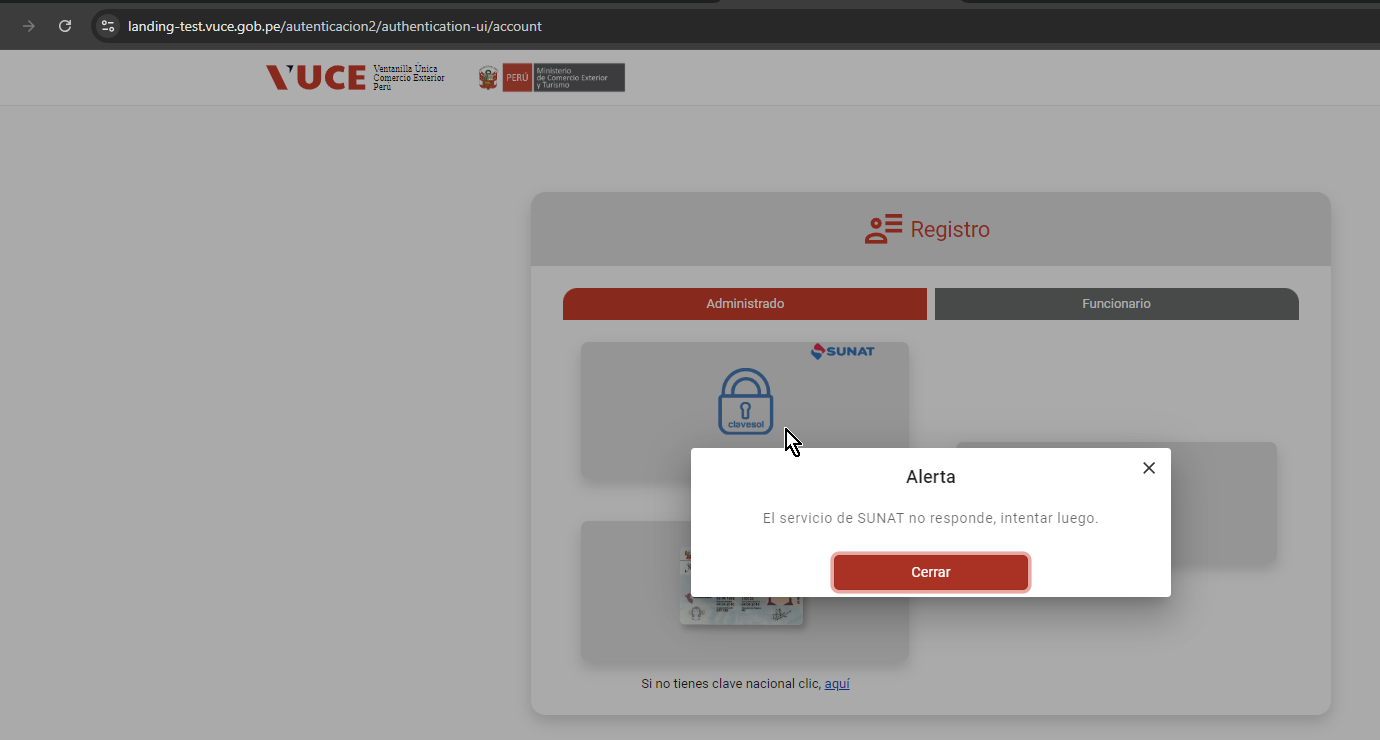 landing-test.vuce.gob.pe/autenticacion2/authentication-ui/account
VUCE
Ventanilla Única
Comercio Exterior
Perú
PERÚ
Ministerio
de Comercio Exterior
y Turismo
Registro
Administrado
Funcionario
SUNAT
clavesol
Alerta
El servicio de SUNAT no responde, intentar luego.
Cerrar
Si no tienes clave nacional clic, aquí